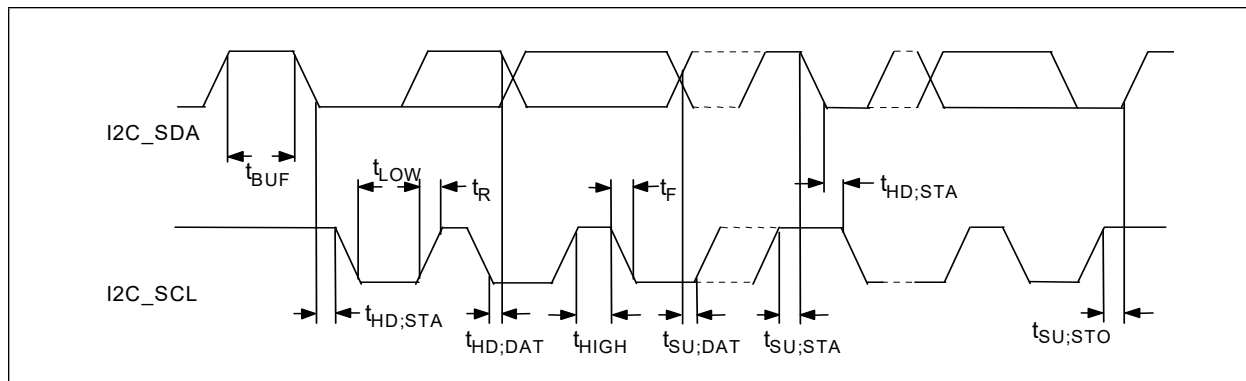 I2C_SDA
tBUF
tLOW
tR
tF
tHD;STA
I2C_SCL
tHD;STA
tHD;DAT
tHIGH
tSU;DAT
tSU;STA
tSU;STO